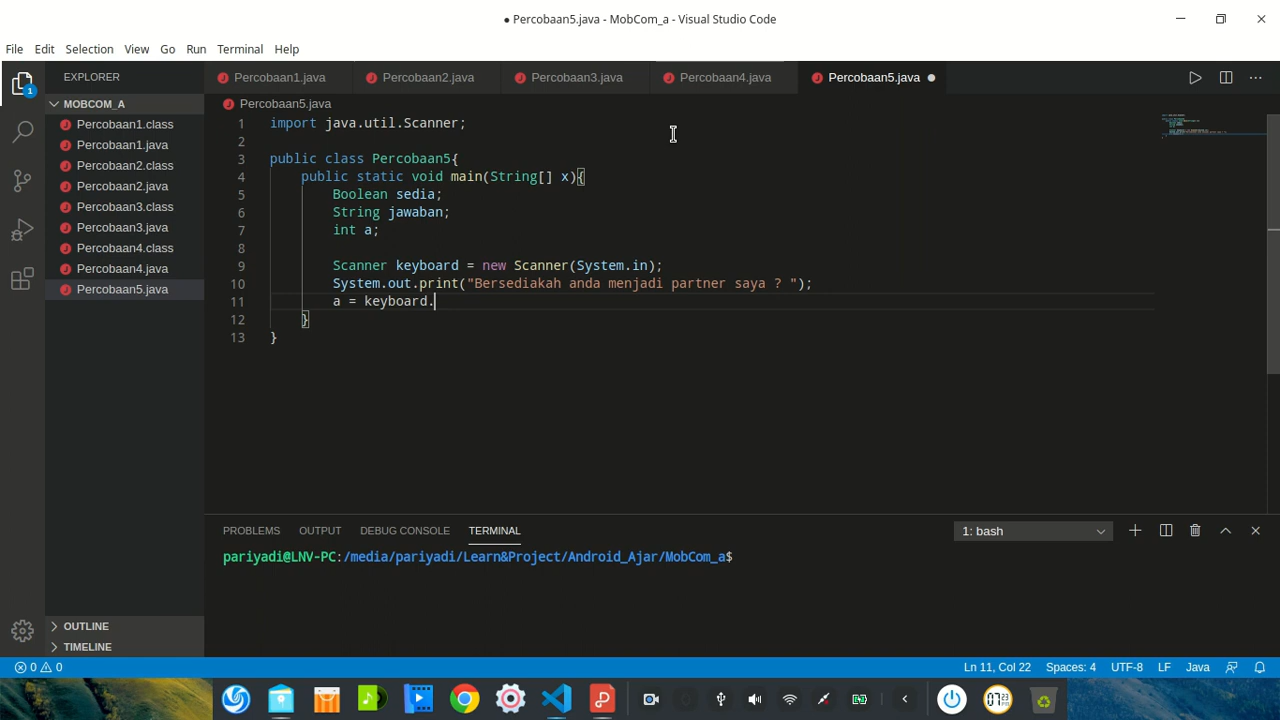 ● Percobaan5.java - MobCom_a - Visual Studio Code
File Edit Selection View Go Run Terminal Help
EXPLORER
Percobaan1.java Percobaan2.java Percobaan3.java Percobaan4.java Percobaan5.java ●
1
MOBCOM_A
Percobaan1.class
Percobaan1.java
Percobaan2.class
Percobaan2.java
Percobaan3.class
Percobaan3.java
Percobaan4.class
Percobaan4.java
Percobaan5.java
OUTLINE
TIMELINE
Percobaan5.java
1 import java.util.Scanner;
2
3 public class Percobaan5{
4 public static void main(String[] x){
5 Boolean sedia;
6 String jawaban;
7 int a;
8
9 Scanner keyboard = new Scanner(System.in);
10 System.out.print("Bersediakah anda menjadi partner saya ? ");
11 a = keyboard.
12 }
13 }
PROBLEMS OUTPUT DEBUG CONSOLE TERMINAL 1: bash
pariyadi@LNV-PC:/media/pariyadi/Learn&Project/Android_Ajar/MobCom_a$
0 0 Ln 11, Col 22 Spaces: 4 UTF-8 LF Java